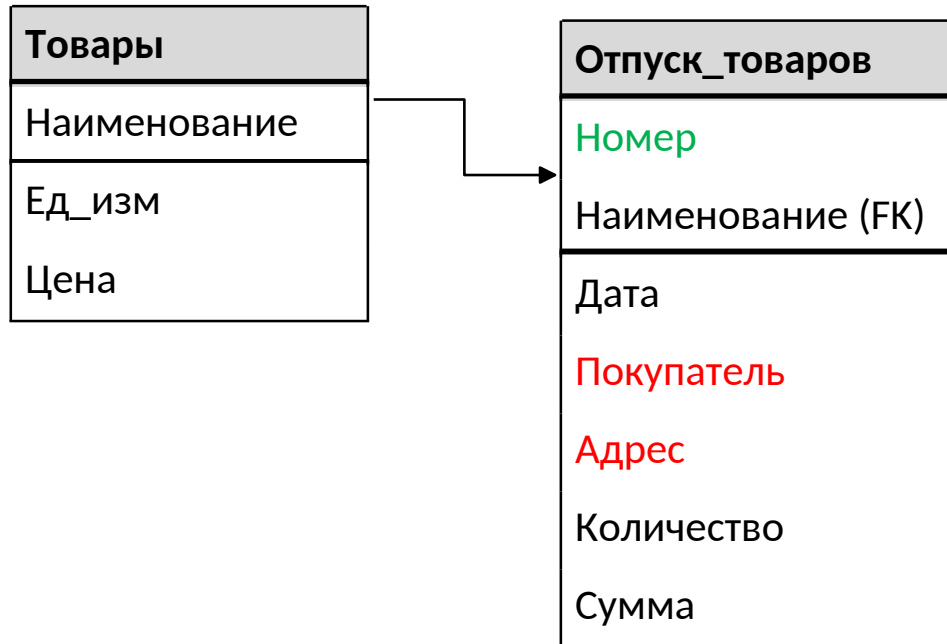 Товары
Наименование
Ед_изм
Цена
Отпуск_товаров
Номер
Наименование (FK)
Дата
Покупатель
Адрес
Количество
Сумма